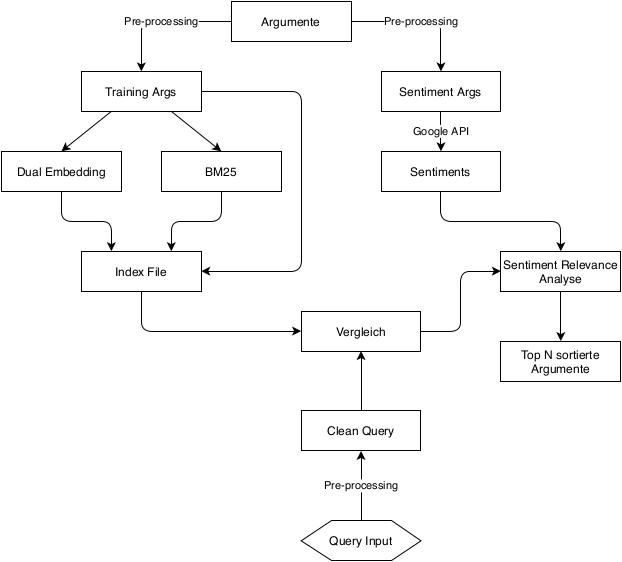 Pre-processing
Argumente
Pre-processing
Training Args
Sentiment Args
Google API
Dual Embedding
BM25
Sentiments
Index File
Sentiment Relevance
Analyse
Vergleich
Top N sortierte
Argumente
Clean Query
Pre-processing
Query Input